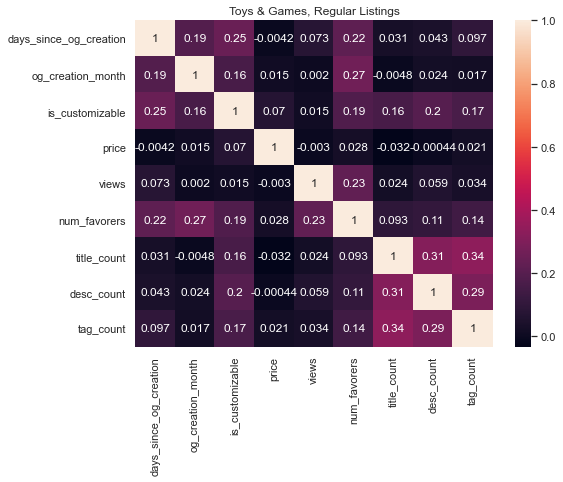 Toys & Games, Regular Listings
days_since_og_creation 1 0.19 0.25 -0.0042 0.073 0.22 0.031 0.043 0.097
og_creation_month 0.19 1 0.16 0.015 0.002 0.27 -0.0048 0.024 0.017
is_customizable 0.25 0.16 1 0.07 0.015 0.19 0.16 0.2 0.17
price -0.0042 0.015 0.07 1 -0.003 0.028 -0.032 -0.00044 0.021
views 0.073 0.002 0.015 -0.003 1 0.23 0.024 0.059 0.034
num_favorers 0.22 0.27 0.19 0.028 0.23 1 0.093 0.11 0.14
title_count 0.031 -0.0048 0.16 -0.032 0.024 0.093 1 0.31 0.34
desc_count 0.043 0.024 0.2 -0.00044 0.059 0.11 0.31 1 0.29
tag_count 0.097 0.017 0.17 0.021 0.034 0.14 0.34 0.29 1
days_since_og_creation
og_creation_month
is_customizable
price
views
num_favorers
title_count
desc_count
tag_count
1.0
0.8
0.6
0.4
0.2
0.0